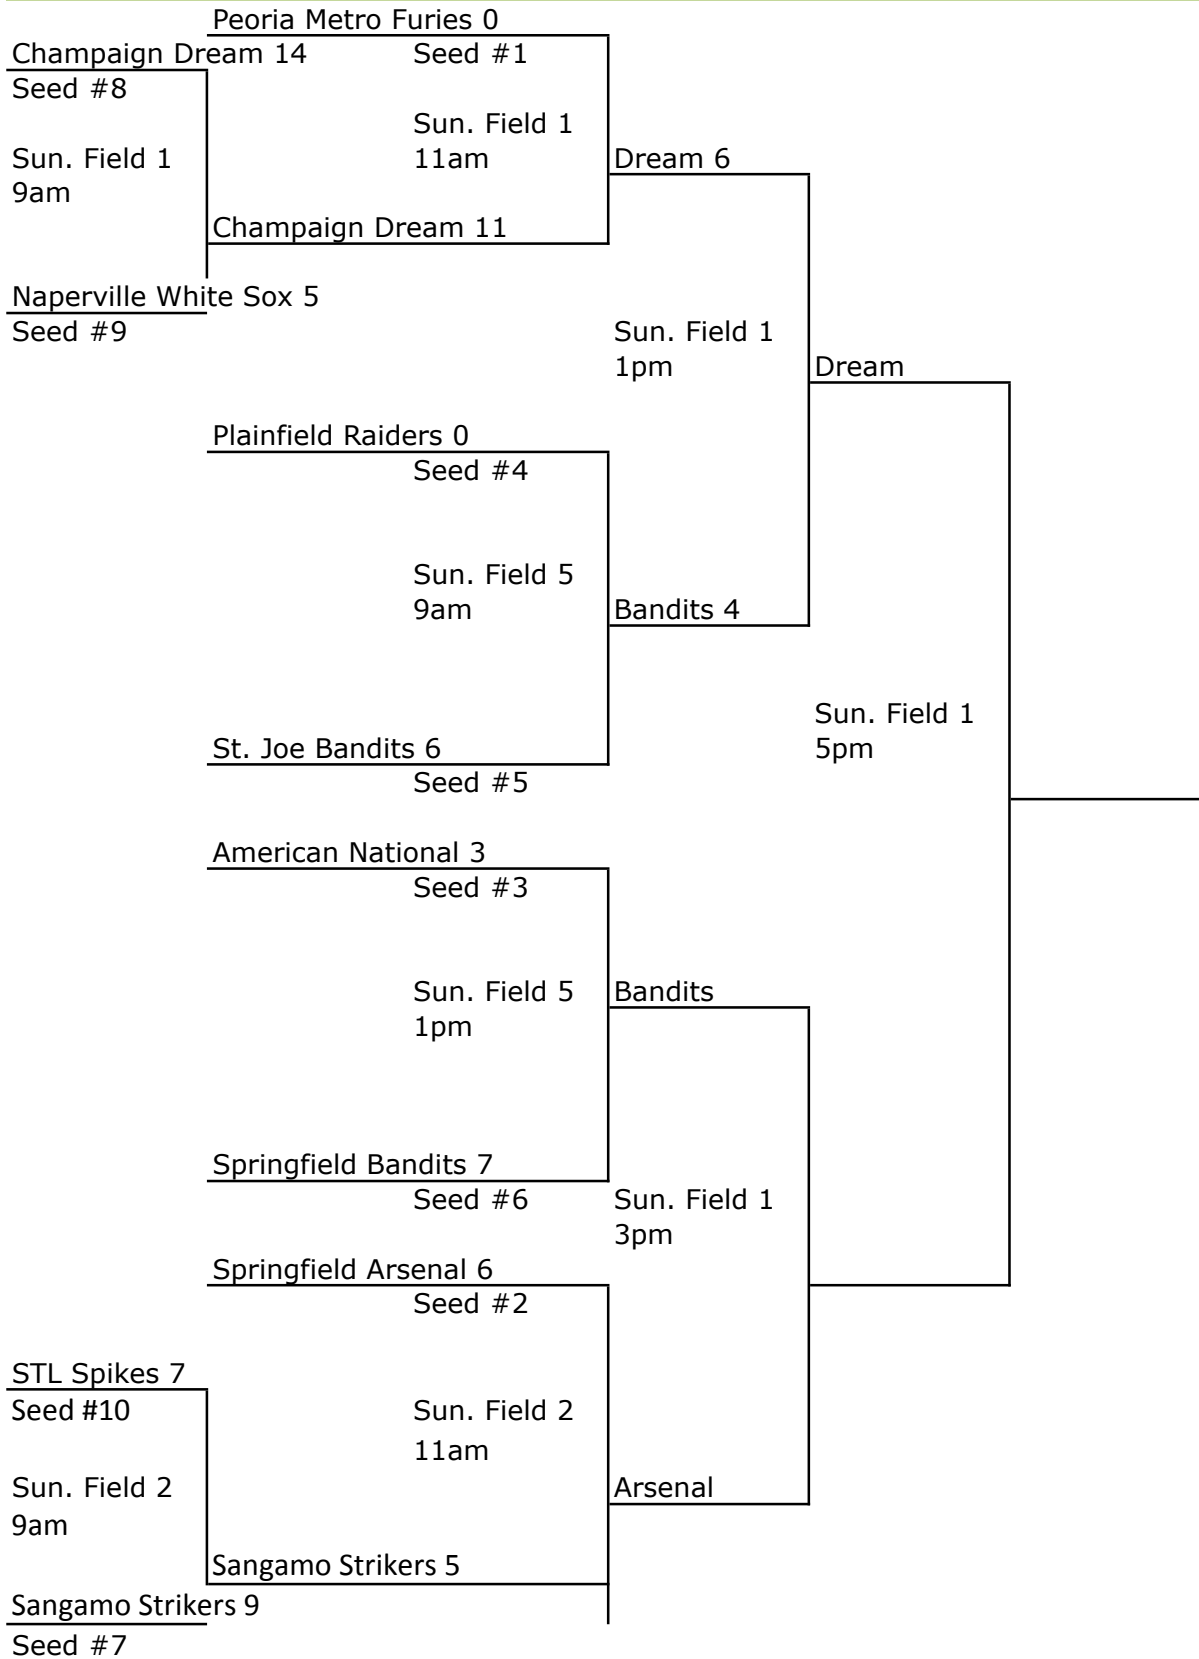 Peoria Metro Furies 0
Champaign Dream 14
Seed #1
Seed #8
Sun. Field 1
11am
Sun. Field 1
9am
Dream 6
Champaign Dream 11
Naperville White Sox 5
Seed #9
Sun. Field 1
1pm
Dream
Plainfield Raiders 0
Seed #4
Sun. Field 5
9am
Bandits 4
Sun. Field 1
5pm
St. Joe Bandits 6
Seed #5
American National 3
Seed #3
Sun. Field 5
1pm
Bandits
Springfield Bandits 7
Seed #6
Sun. Field 1
3pm
Springfield Arsenal 6
Seed #2
STL Spikes 7
Seed #10
Sun. Field 2
11am
Sun. Field 2
9am
Arsenal
Sangamo Strikers 5
Sangamo Strikers 9
Seed #7